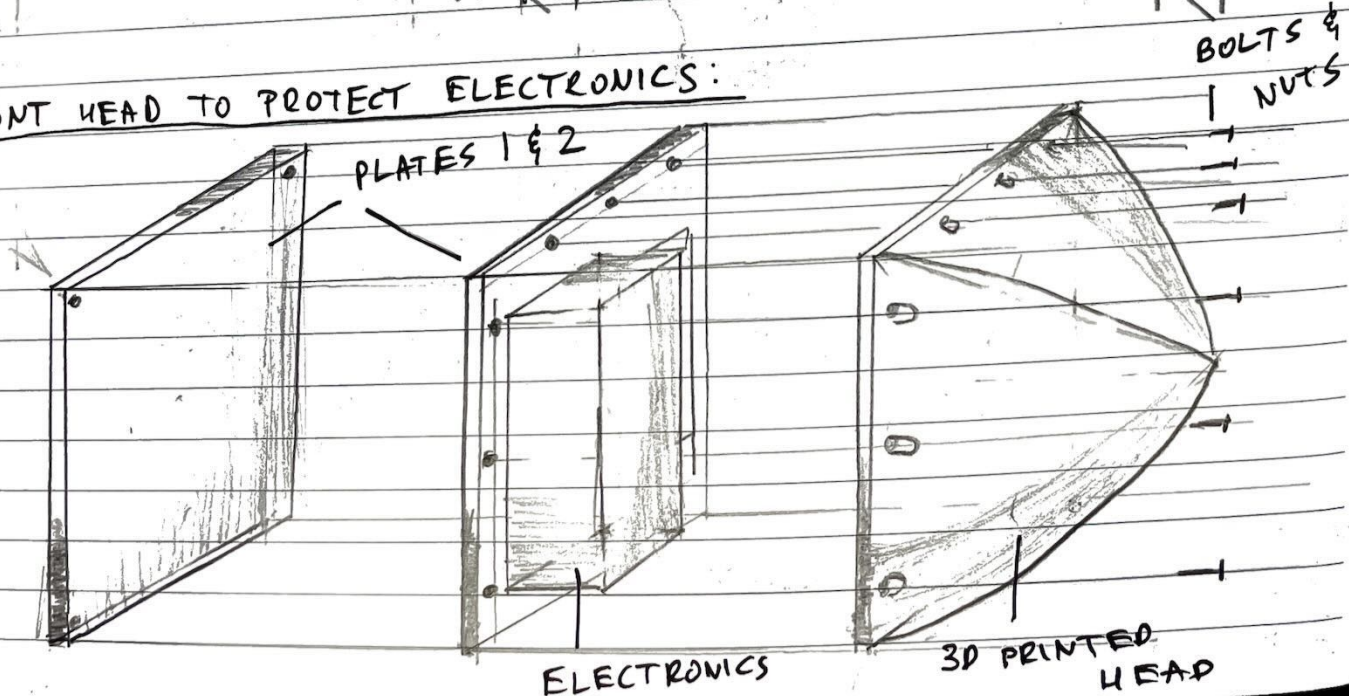 HEAD TO PROTECT ELECTRONICS:
BOLTS &
NUTS
PLATES 1 & 2
ELECTRONICS
3D PRINTED
HEAD